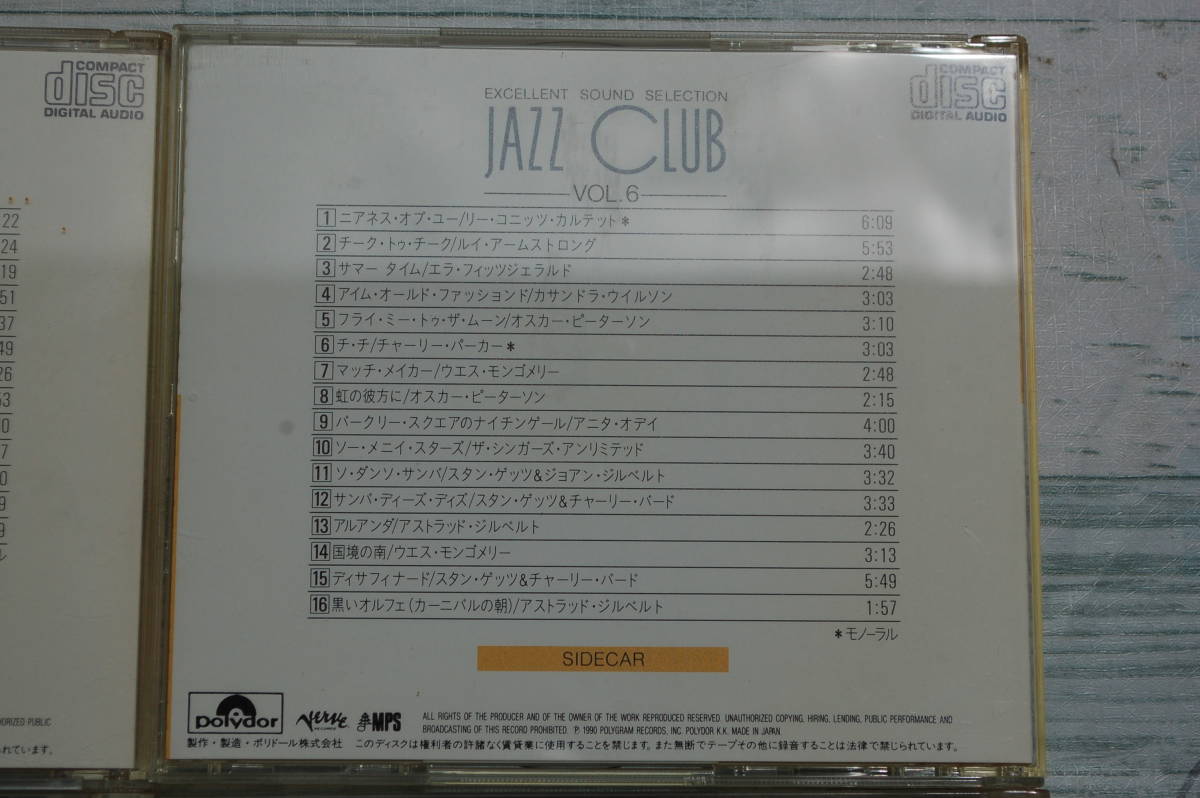 COMPACT
disc
DIGITAL AUDIO
22
24
19
51
37
49
26
53
0
7
0
9
9
ル
ORIZED PUBLIC
られています。
COMPACT
disc
DIGITAL AUDIO
EXCELLENT SOUND SELECTION
JAZZ CLUB
VOL.6
1 ニアネス・オブ・ユー/リー・コニッツ・カルテット* 6:09
2 チーク・トゥ・チーク/ルイ・アームストロング 5:53
3 サマー タイム/エラ・フィッツジェラルド 2:48
4 アイム・オールド・ファッションド/カサンドラ・ウイルソン 3:03
5 フライ・ミー・トゥ・ザ・ムーン/オスカー・ピーターソン 3:10
6 チ・チ/チャーリー・パーカー* 3:03
7 マッチ・メイカー/ウエス・モンゴメリー 2:48
8 虹の彼方に/オスカー・ピーターソン 2:15
9 バークリー・スクエアのナイチンゲール/アニタ・オデイ 4:00
10 ソー・メニイ・スターズ/ザ・シンガーズ・アンリミテッド 3:40
11 ソ・ダンソ・サンバ/スタン・ゲッツ&ジョアン・ジルベルト 3:32
12 サンバ・ディーズ・デイズ/スタン・ゲッツ&チャーリー・バード 3:33
13 アルアンダ/アストラッド・ジルベルト 2:26
14 国境の南/ウエス・モンゴメリー 3:13
15 ディサフィナード/スタン・ゲッツ&チャーリー・バード 5:49
16 黒いオルフェ(カーニバルの朝)/アストラッド・ジルベルト 1:57
*モノーラル
SIDECAR
polydor Verve RECORDS MPS
ALL RIGHTS OF THE PRODUCER AND OF THE OWNER OF THE WORK REPRODUCED RESERVED. UNAUTHORIZED COPYING, HIRING, LENDING, PUBLIC PERFORMANCE AND
BROADCASTING OF THIS RECORD PROHIBITED. ℗ 1990 POLYGRAM RECORDS, INC. POLYDOR K.K. MADE IN JAPAN.
製作・製造・ポリドール株式会社 このディスクは権利者の許諾なく賃貸業に使用することを禁じます。また無断でテープその他に録音することは法律で禁じられています。